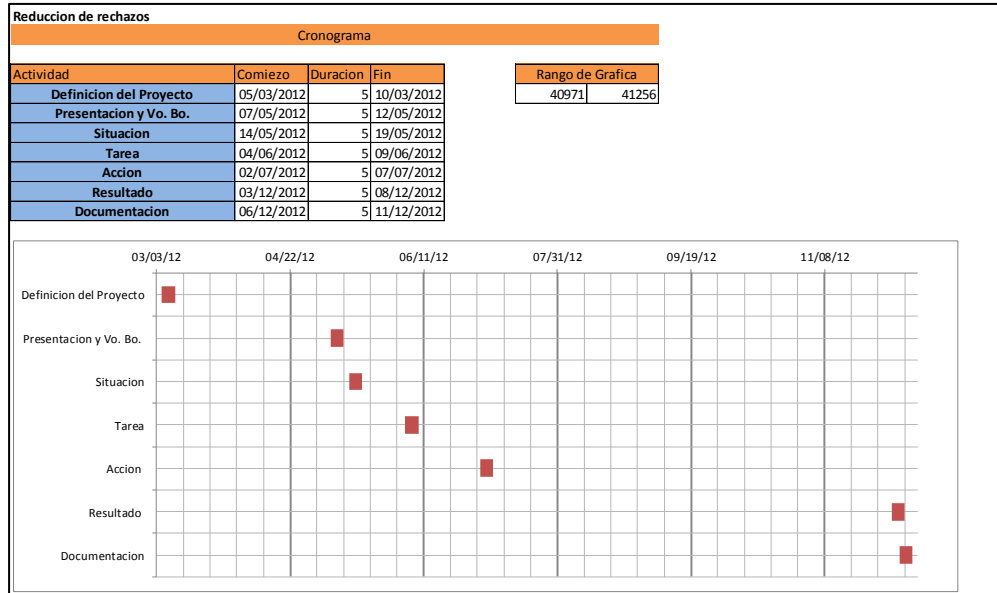 Reduccion de rechazos
Cronograma
Actividad Comiezo Duracion Fin Rango de Grafica
Definicion del Proyecto 05/03/2012 5 10/03/2012 40971 41256
Presentacion y Vo. Bo. 07/05/2012 5 12/05/2012
Situacion 14/05/2012 5 19/05/2012
Tarea 04/06/2012 5 09/06/2012
Accion 02/07/2012 5 07/07/2012
Resultado 03/12/2012 5 08/12/2012
Documentacion 06/12/2012 5 11/12/2012
03/03/12 04/22/12 06/11/12 07/31/12 09/19/12 11/08/12
Definicion del Proyecto
Presentacion y Vo. Bo.
Situacion
Tarea
Accion
Resultado
Documentacion